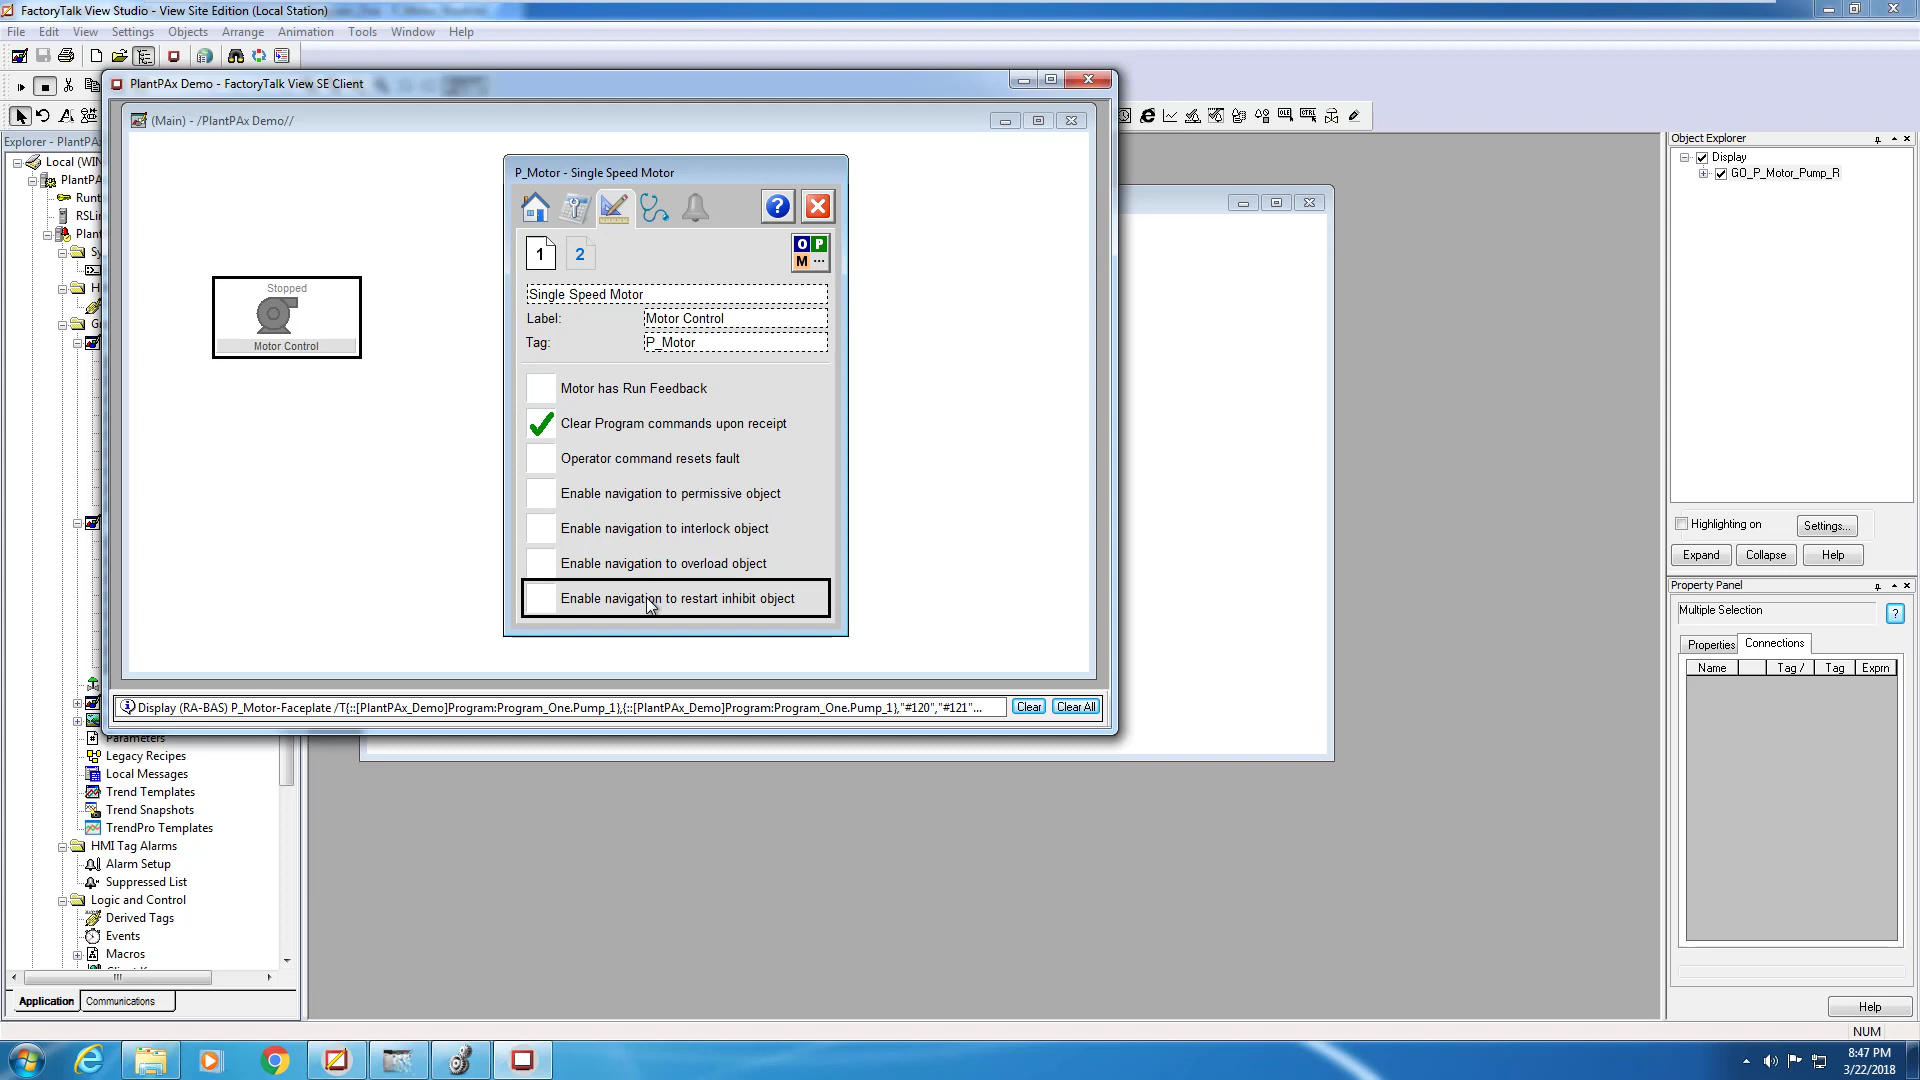 FactoryTalk View Studio - View Site Edition (Local Station)
File Edit View Settings Objects Arrange Animation Tools Window Help
PlantPAx Demo - FactoryTalk View SE Client
(Main) - /PlantPAx Demo//
Explorer - PlantPA
Local (WIN
PlantPA
Runt
RSLin
Plant
Sy
H
Gr
Parameters
Legacy Recipes
Local Messages
Trend Templates
Trend Snapshots
TrendPro Templates
HMI Tag Alarms
Alarm Setup
Suppressed List
Logic and Control
Derived Tags
Events
Macros
Application Communications
Stopped
Motor Control
P_Motor - Single Speed Motor
?
1 2
O P
M ...
Single Speed Motor
Label: Motor Control
Tag: P_Motor
Motor has Run Feedback
Clear Program commands upon receipt
Operator command resets fault
Enable navigation to permissive object
Enable navigation to interlock object
Enable navigation to overload object
Enable navigation to restart inhibit object
Display (RA-BAS) P_Motor-Faceplate /T{::[PlantPAx_Demo]Program:Program_One.Pump_1},{::[PlantPAx_Demo]Program:Program_One.Pump_1},"#120","#121"...
Clear Clear All
OLE CTRL
Object Explorer
Display
GO_P_Motor_Pump_R
Highlighting on Settings...
Expand Collapse Help
Property Panel
Multiple Selection
?
Properties Connections
Name Tag / Tag Exprn
Help
NUM
8:47 PM
3/22/2018